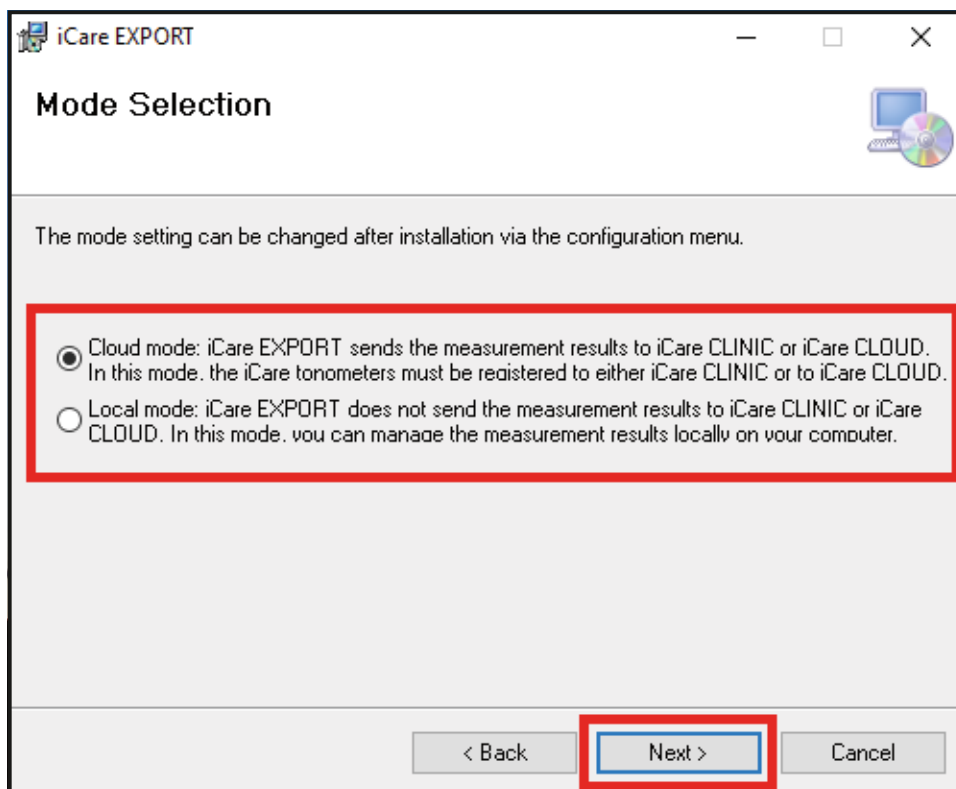 iCare EXPORT
Mode Selection
The mode setting can be changed after installation via the configuration menu.
Cloud mode: iCare EXPORT sends the measurement results to iCare CLINIC or iCare CLOUD.
In this mode, the iCare tonometers must be registered to either iCare CLINIC or to iCare CLOUD.
Local mode: iCare EXPORT does not send the measurement results to iCare CLINIC or iCare
CLOUD. In this mode, you can manage the measurement results locally on your computer.
< Back
Next >
Cancel